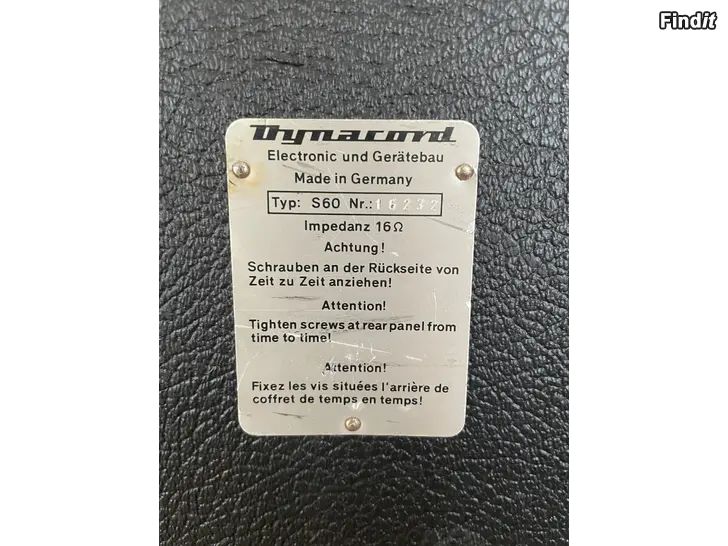 Findit
Dynacord
Electronic und Gerätebau
Made in Germany
Typ: S60 Nr.: 16232
Impedanz 16Ω
Achtung!
Schrauben an der Rückseite von
Zeit zu Zeit anziehen!
Attention!
Tighten screws at rear panel from
time to time!
Attention!
Fixez les vis situées l'arrière de
coffret de temps en temps!